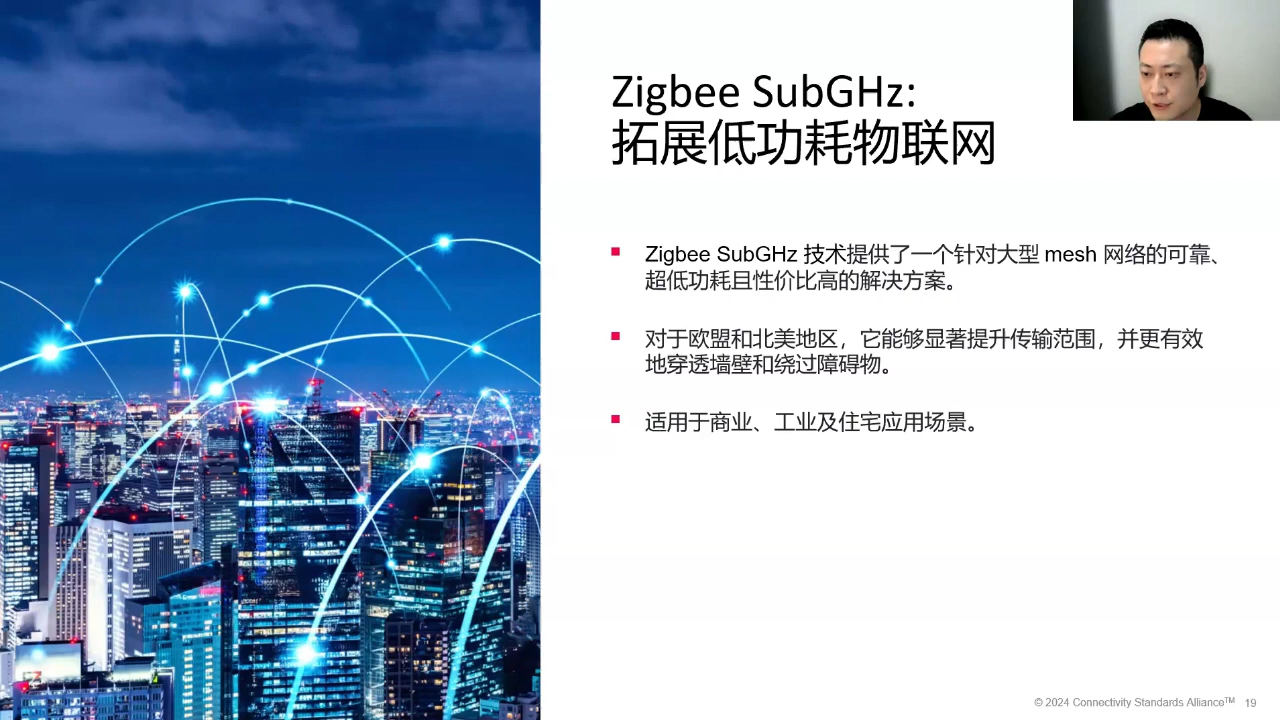 Zigbee SubGHz:
拓展低功耗物联网
Zigbee SubGHz 技术提供了一个针对大型 mesh 网络的可靠、
超低功耗且性价比高的解决方案。
对于欧盟和北美地区，它能够显著提升传输范围，并更有效
地穿透墙壁和绕过障碍物。
适用于商业、工业及住宅应用场景。
© 2024 Connectivity Standards Alliance™ 19